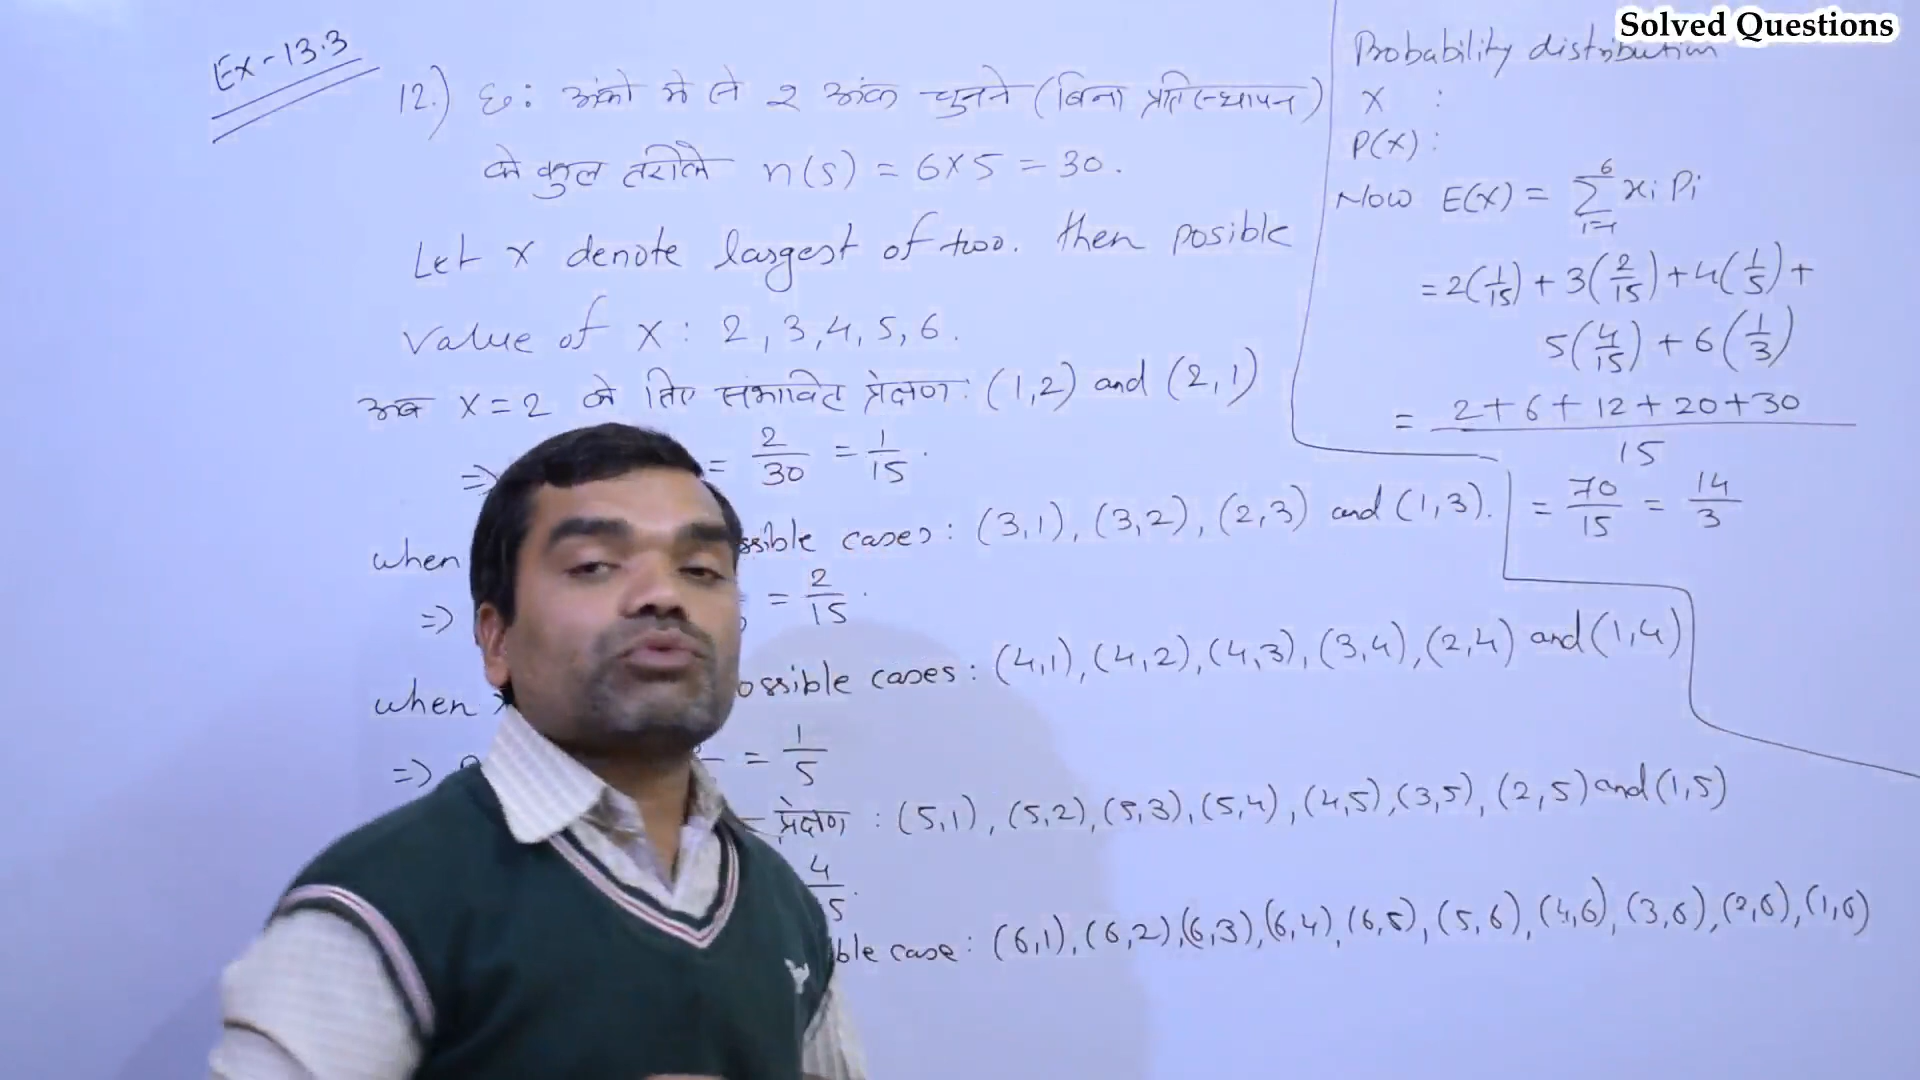 Solved Questions
Ex-13.3
12.) छ: अंको मे से 2 अंक चुनने (बिना प्रतिस्थापन)
के कुल तरीके n(s) = 6×5 = 30.
Let x denote largest of two. then posible
value of X : 2, 3, 4, 5, 6.
अब X = 2 के लिए संभावित प्रेक्षण: (1,2) and (2,1)
=> = 2/30 = 1/15.
when ssible cases: (3,1), (3,2), (2,3) and (1,3).
=> = 2/15.
when ossible cases: (4,1), (4,2), (4,3), (3,4), (2,4) and (1,4)
=> = 1/5
प्रेक्षण : (5,1), (5,2), (5,3), (5,4), (4,5), (3,5), (2,5) and (1,5)
4/5.
ble case: (6,1), (6,2), (6,3), (6,4), (6,5), (5,6), (4,6), (3,6), (2,6), (1,6)
Probability distribution
X :
P(X) :
Now E(X) = Σ_{i=1}^{6} xi Pi
= 2(1/15) + 3(2/15) + 4(1/5) +
5(4/15) + 6(1/3)
= 2+6+12+20+30 / 15
= 70/15 = 14/3